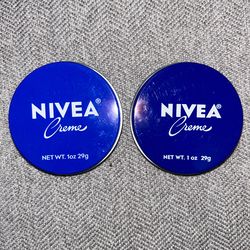 NIVEA®
Creme
NET WT. 1oz 29g
NIVEA®
Creme
NET WT. 1 oz 29g